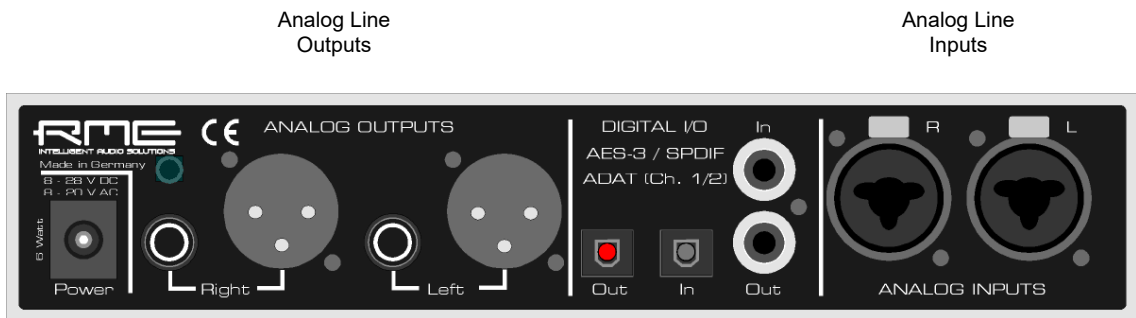 Analog Line
Outputs
Analog Line
Inputs
RME
INTELLIGENT AUDIO SOLUTIONS
CE
Made in Germany
8 - 28 V DC
8 - 20 V AC
5 Watt
Power
ANALOG OUTPUTS
Right
Left
DIGITAL I/O
AES-3 / SPDIF
ADAT (Ch. 1/2)
In
Out
In
Out
R
L
ANALOG INPUTS